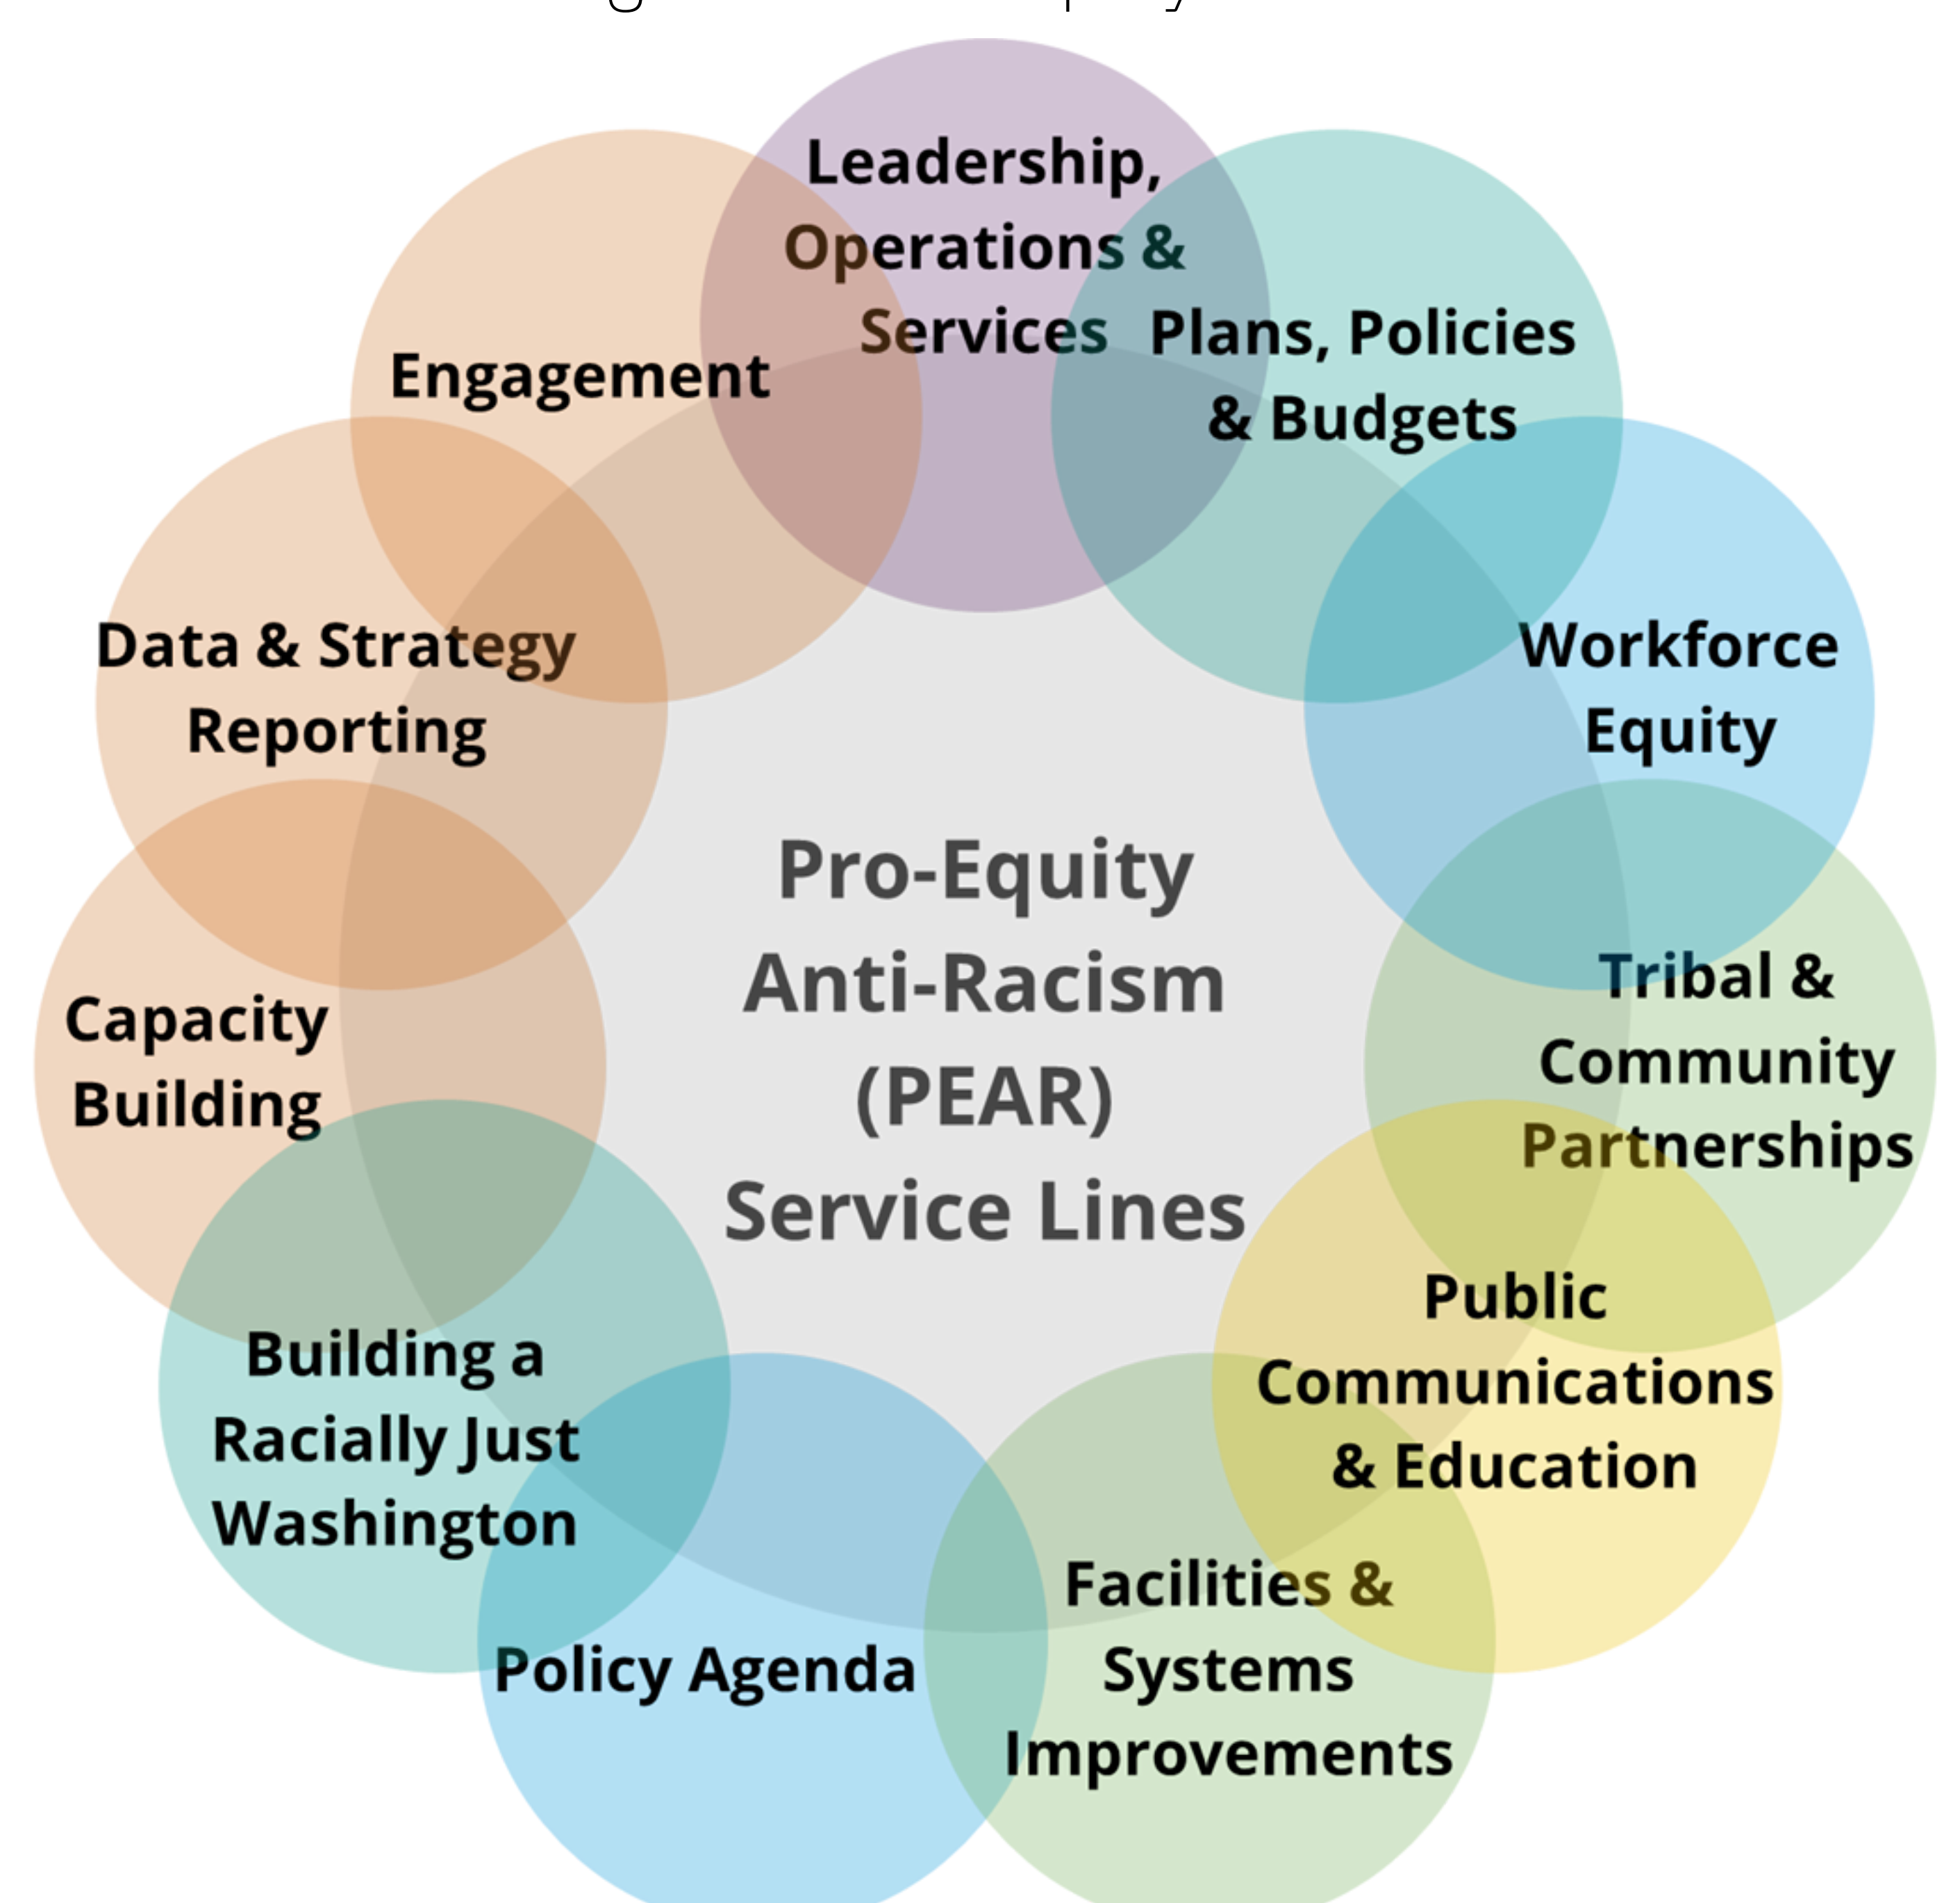 Leadership,
Operations &
Services
Plans, Policies
& Budgets
Workforce
Equity
Tribal &
Community
Partnerships
Public
Communications
& Education
Facilities &
Systems
Improvements
Policy Agenda
Building a
Racially Just
Washington
Capacity
Building
Data & Strategy
Reporting
Engagement
Pro-Equity
Anti-Racism
(PEAR)
Service Lines